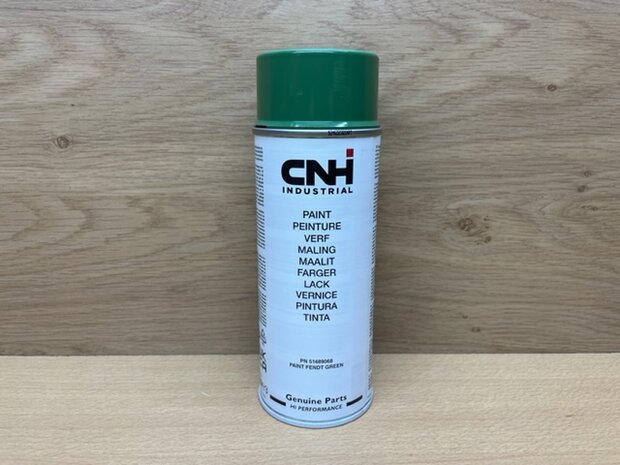 CNH
INDUSTRIAL
PAINT
PEINTURE
VERF
MALING
MAALIT
FARGER
LACK
VERNICE
PINTURA
TINTA
PN 51689068
PAINT FENDT GREEN
Genuine Parts
Hi PERFORMANCE